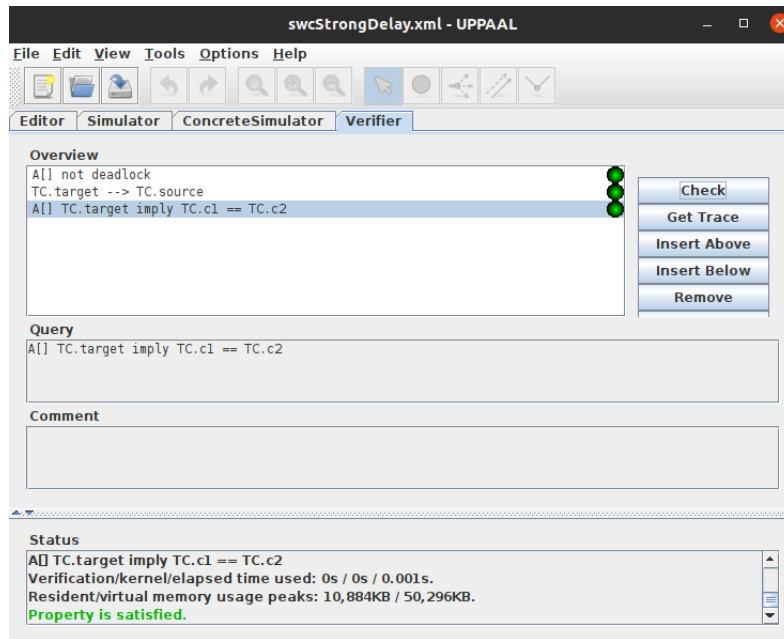 swcStrongDelay.xml - UPPAAL
File Edit View Tools Options Help
Editor Simulator ConcreteSimulator Verifier
Overview
A[] not deadlock
TC.target --> TC.source
A[] TC.target imply TC.c1 == TC.c2
Check
Get Trace
Insert Above
Insert Below
Remove
Query
A[] TC.target imply TC.c1 == TC.c2
Comment
Status
A[] TC.target imply TC.c1 == TC.c2
Verification/kernel/elapsed time used: 0s / 0s / 0.001s.
Resident/virtual memory usage peaks: 10,884KB / 50,296KB.
Property is satisfied.